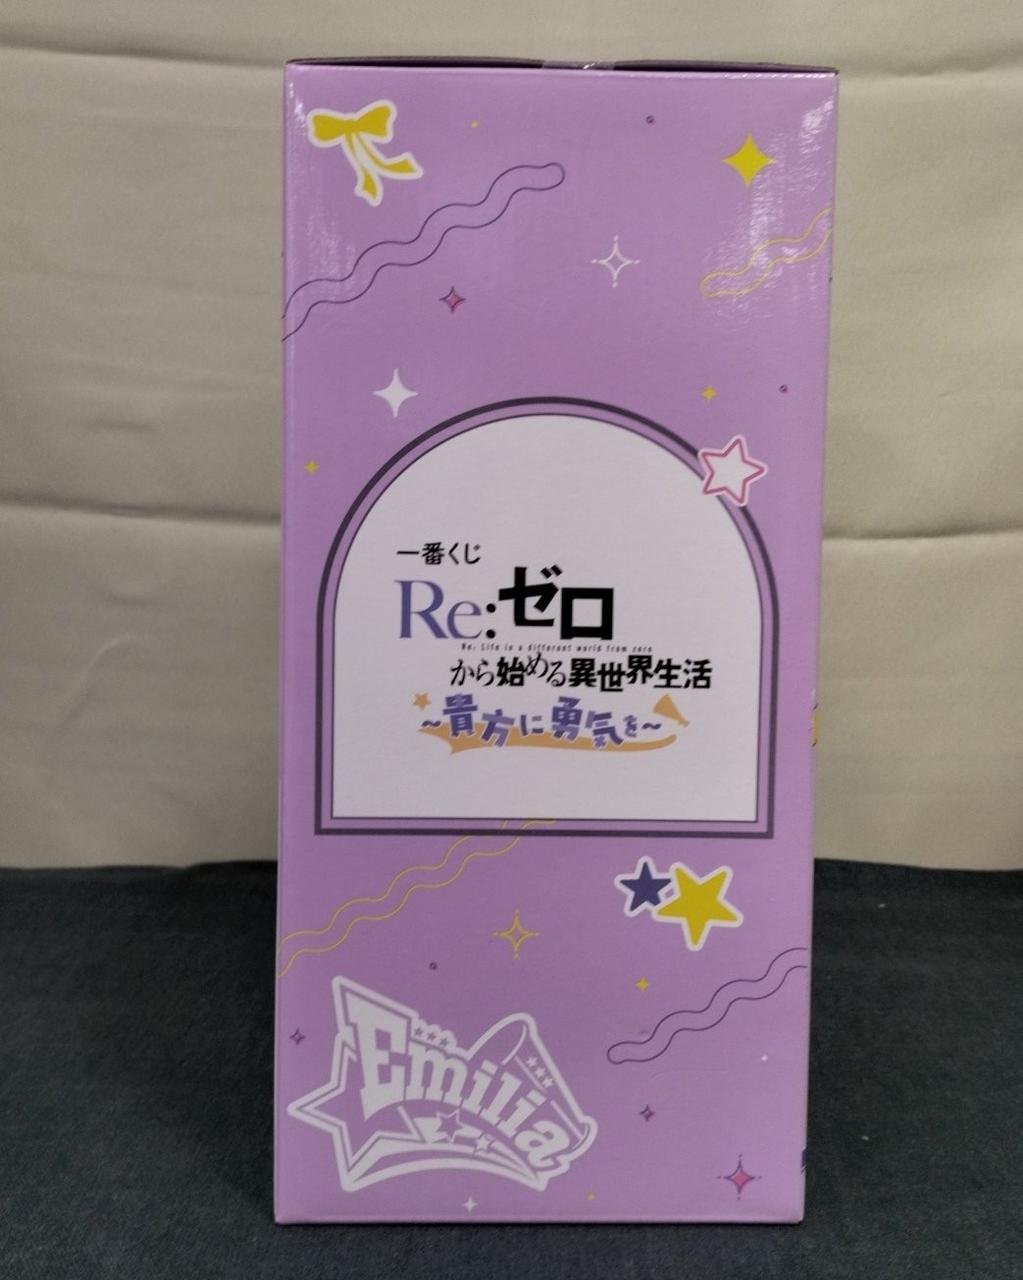 一番くじ
Re:ゼロ
Re: Life in a different world from zero
から始める異世界生活
～貴方に勇気を～
Emilia